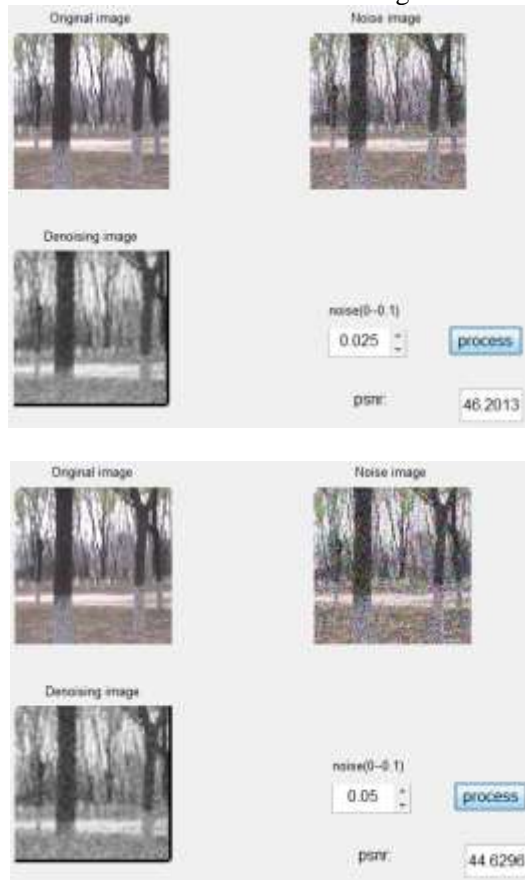 Original image
Noise image
Denoising image
noise(0--0.1)
0.025
process
psnr:
46.2013
Original image
Noise image
Denoising image
noise(0--0.1)
0.05
process
psnr:
44.6296